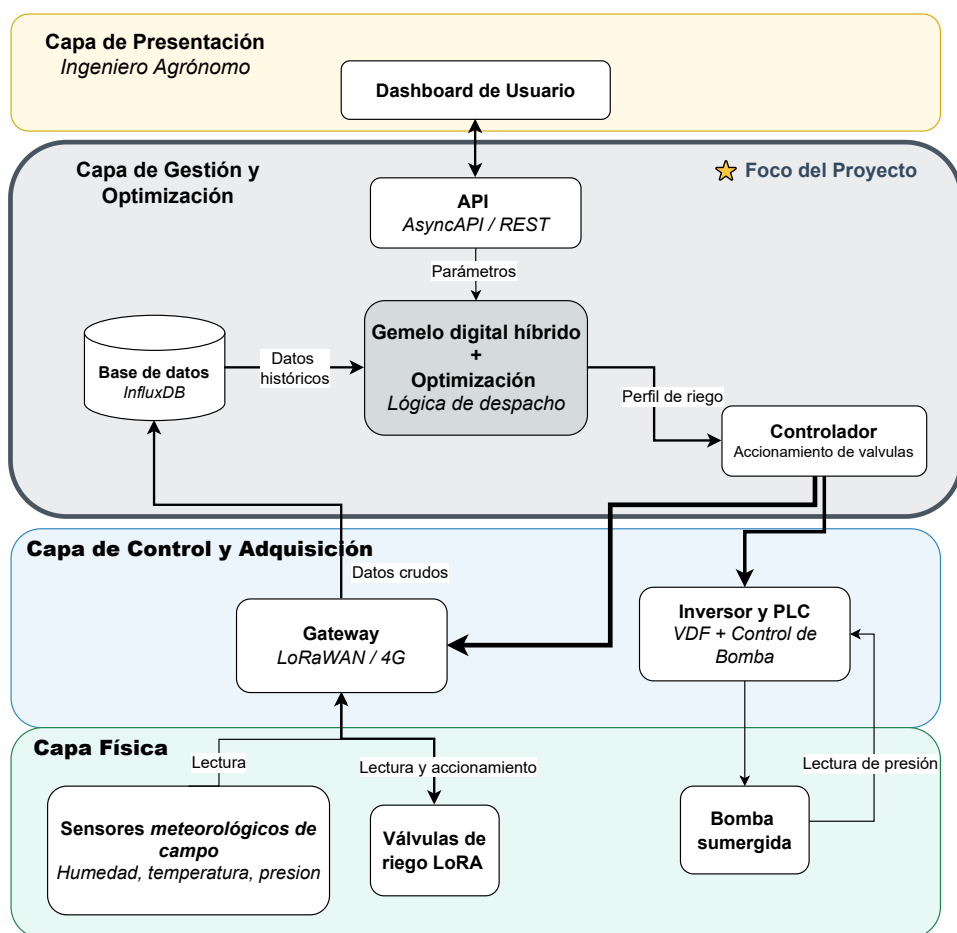 Capa de Presentación
Ingeniero Agrónomo
Dashboard de Usuario
Capa de Gestión y
Optimización
Foco del Proyecto
API
AsyncAPI / REST
Parámetros
Gemelo digital híbrido
+
Optimización
Lógica de despacho
Base de datos
InfluxDB
Datos
históricos
Perfil de riego
Controlador
Accionamiento de valvulas
Capa de Control y Adquisición
Datos crudos
Gateway
LoRaWAN / 4G
Inversor y PLC
VDF + Control de
Bomba
Capa Física
Lectura
Lectura y accionamiento
Lectura de presión
Sensores meteorológicos de
campo
Humedad, temperatura, presion
Válvulas de
riego LoRA
Bomba
sumergida